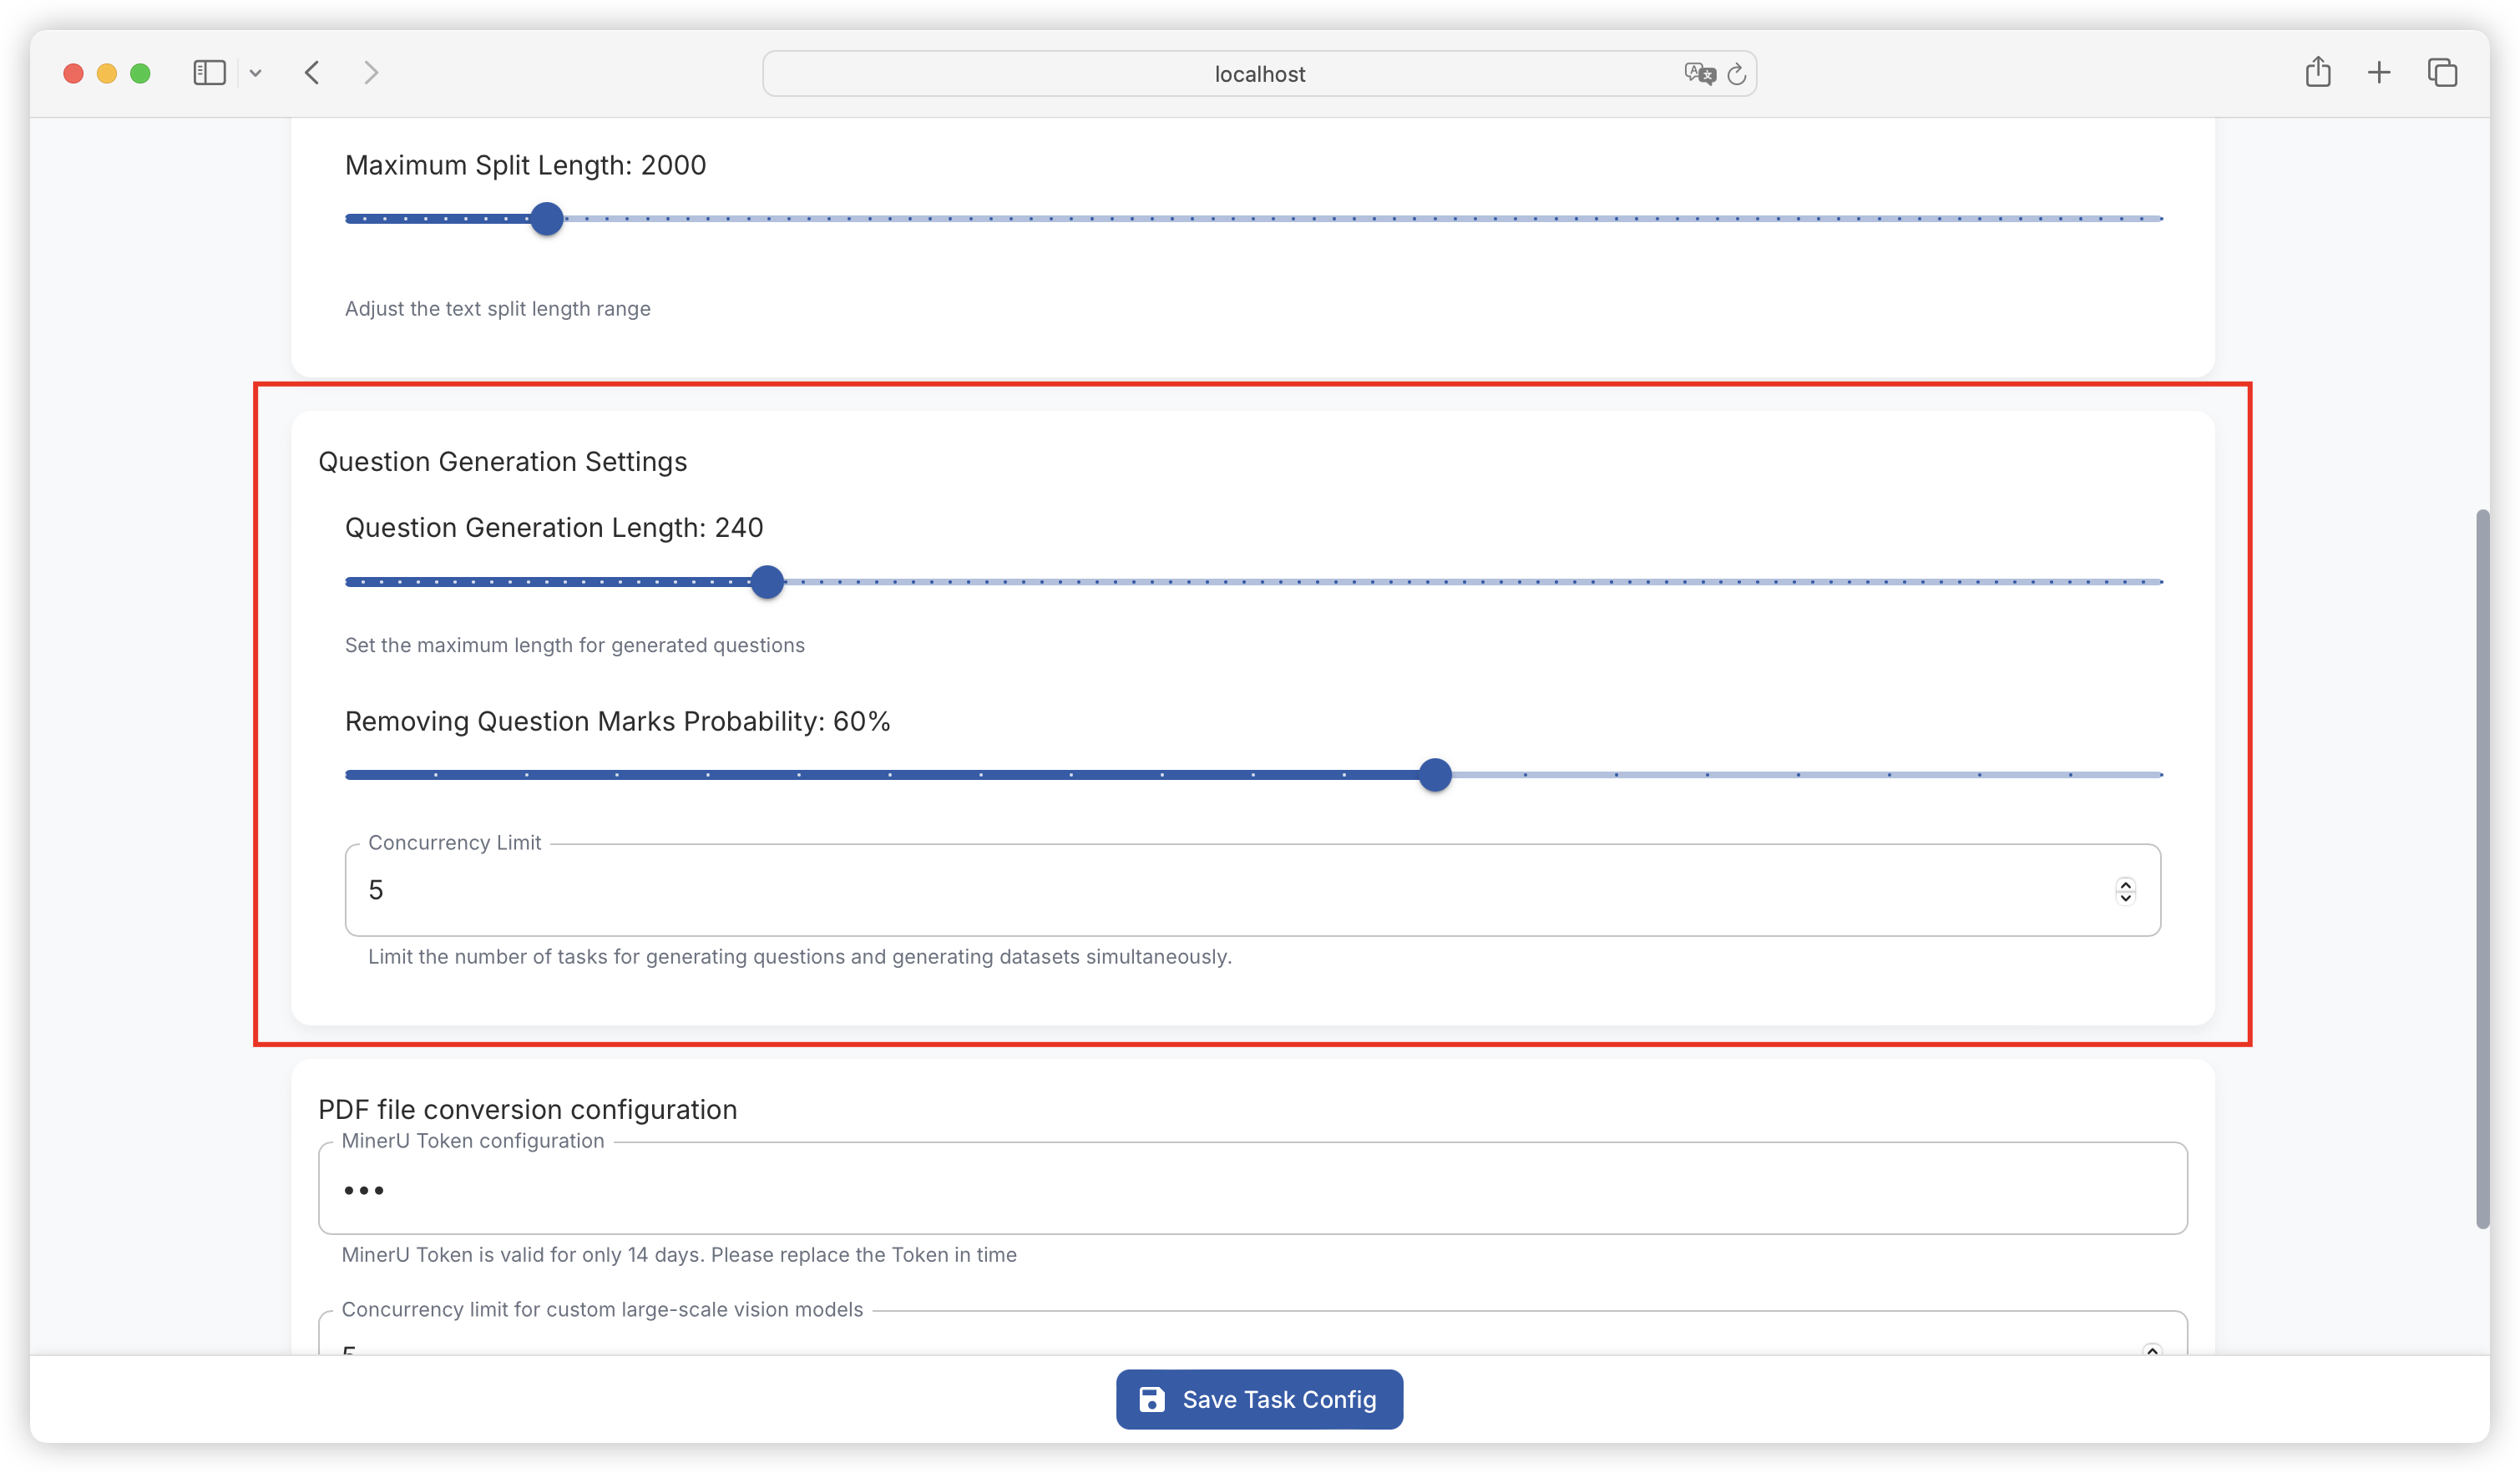 localhost
Maximum Split Length: 2000
Adjust the text split length range
Question Generation Settings
Question Generation Length: 240
Set the maximum length for generated questions
Removing Question Marks Probability: 60%
Concurrency Limit
5
Limit the number of tasks for generating questions and generating datasets simultaneously.
PDF file conversion configuration
MinerU Token configuration
•••
MinerU Token is valid for only 14 days. Please replace the Token in time
Concurrency limit for custom large-scale vision models
5
Save Task Config